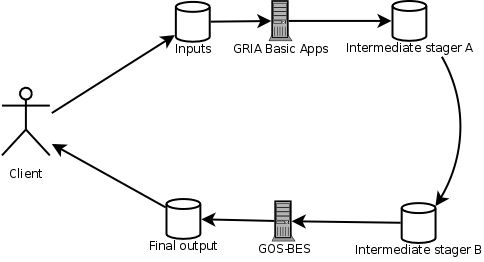 Inputs
GRIA Basic Apps
Intermediate stager A
Client
Final output
GOS-BES
Intermediate stager B